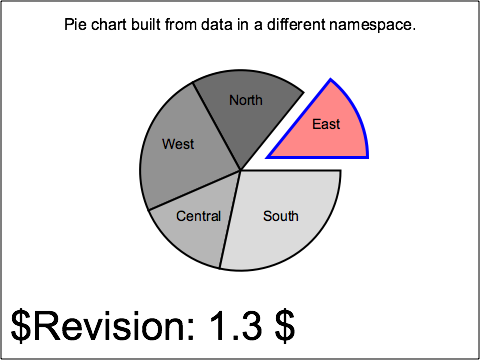 Pie chart built from data in a different namespace.
North
East
West
Central
South
$Revision: 1.3 $